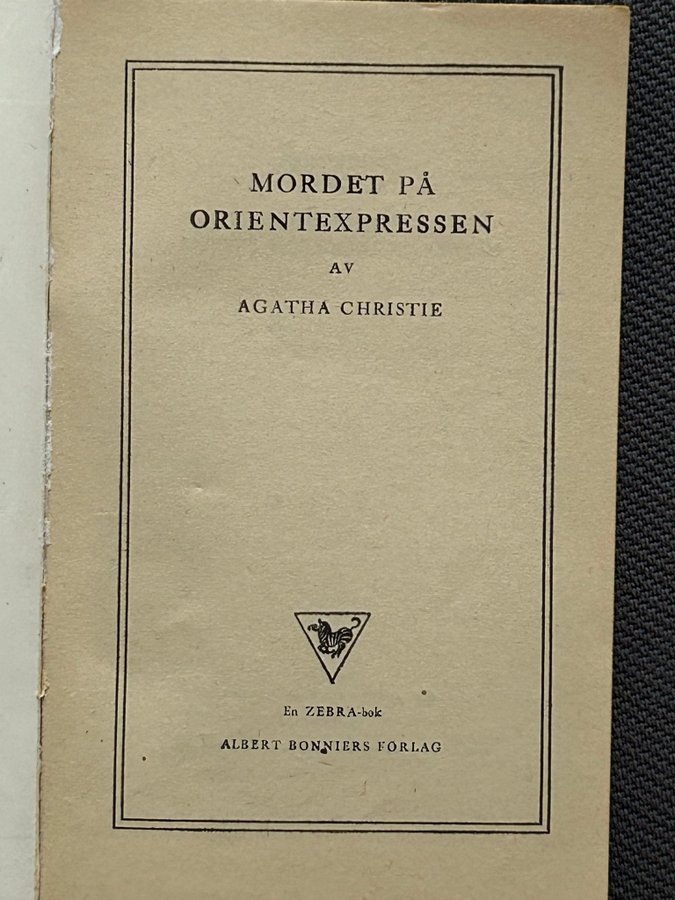 MORDET PÅ
ORIENTEXPRESSEN
AV
AGATHA CHRISTIE
En ZEBRA-bok
ALBERT BONNIERS FÖRLAG